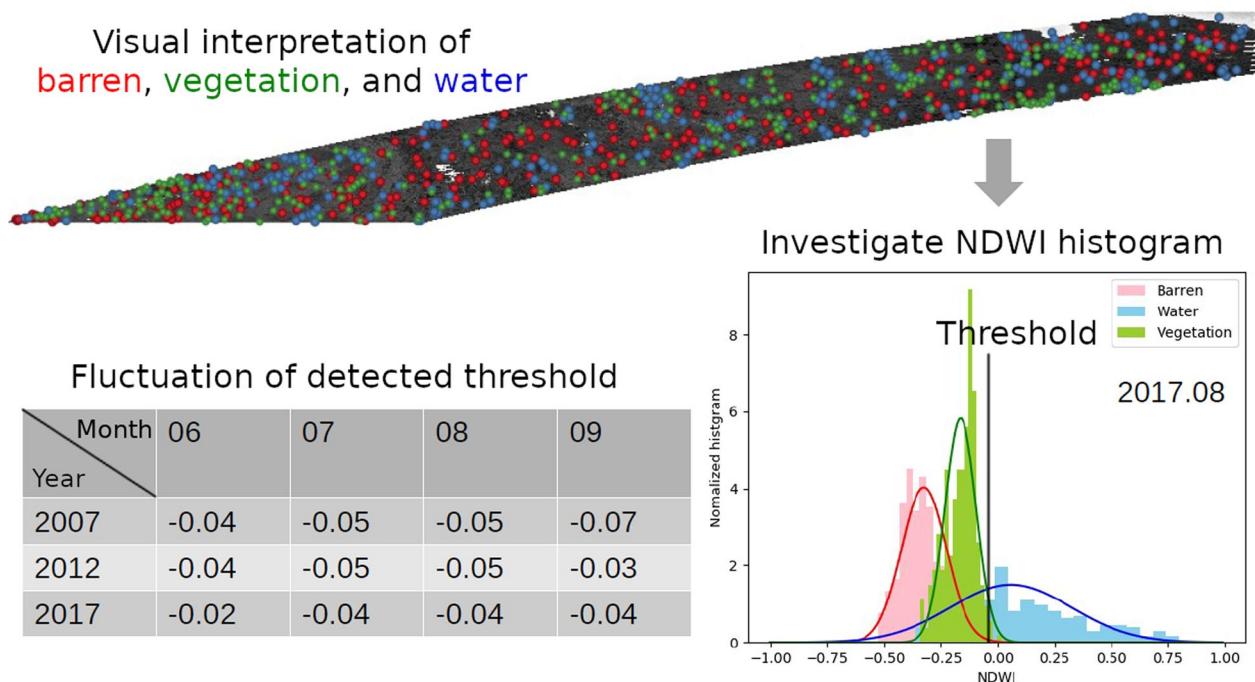 Visual interpretation of
barren, vegetation, and water
Investigate NDWI histogram
Fluctuation of detected threshold
Month 06 07 08 09
Year
2007 -0.04 -0.05 -0.05 -0.07
2012 -0.04 -0.05 -0.05 -0.03
2017 -0.02 -0.04 -0.04 -0.04
Barren
Water
Vegetation
Threshold
2017.08
Nomarlized histgram
8
6
4
2
0
-1.00 -0.75 -0.50 -0.25 0.00 0.25 0.50 0.75 1.00
NDWI